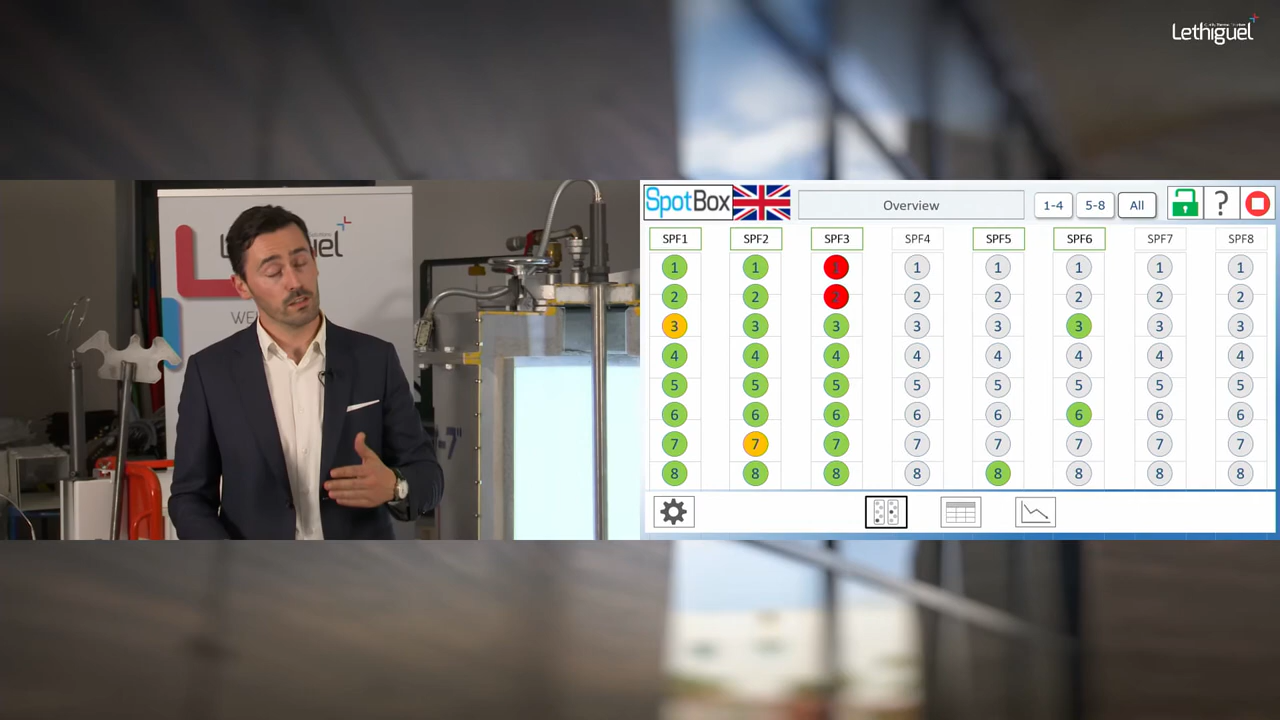 Lethiguel
WE
SpotBox
Overview
1-4
5-8
All
?
SPF1 SPF2 SPF3 SPF4 SPF5 SPF6 SPF7 SPF8
1 1 1 1 1 1 1 1
2 2 2 2 2 2 2 2
3 3 3 3 3 3 3 3
4 4 4 4 4 4 4 4
5 5 5 5 5 5 5 5
6 6 6 6 6 6 6 6
7 7 7 7 7 7 7 7
8 8 8 8 8 8 8 8